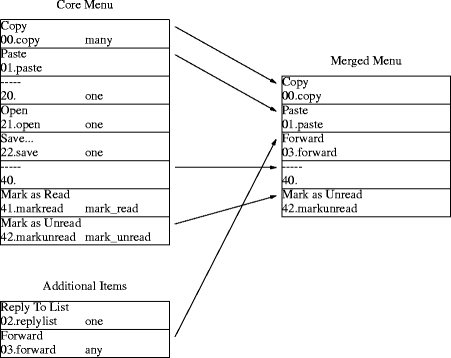 Core Menu
Copy
00.copy many
Paste
01.paste
-----
20. one
Open
21.open one
Save...
22.save one
-----
40.
Mark as Read
41.markread mark_read
Mark as Unread
42.markunread mark_unread
Additional Items
Reply To List
02.replylist one
Forward
03.forward any
Merged Menu
Copy
00.copy
Paste
01.paste
Forward
03.forward
-----
40.
Mark as Unread
42.markunread